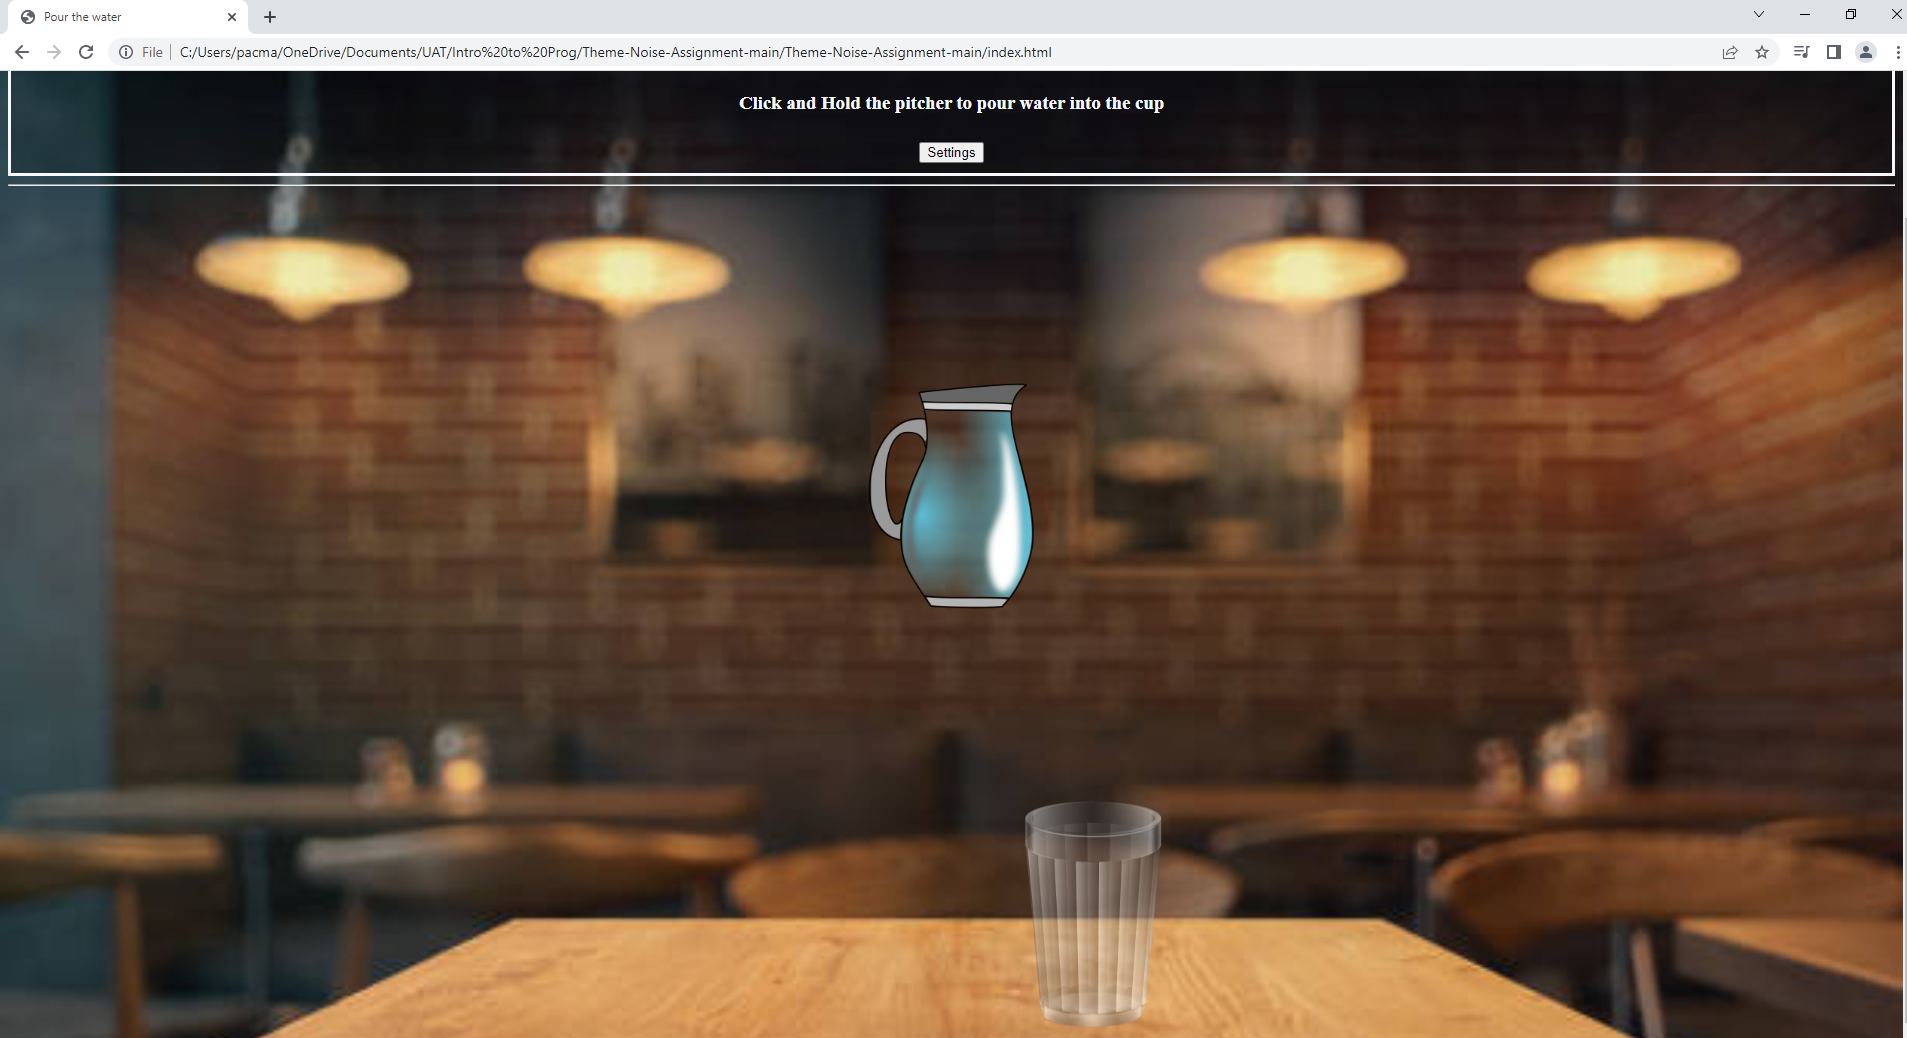 Pour the water
File
C:/Users/pacma/OneDrive/Documents/UAT/Intro%20to%20Prog/Theme-Noise-Assignment-main/Theme-Noise-Assignment-main/index.html
Click and Hold the pitcher to pour water into the cup
Settings